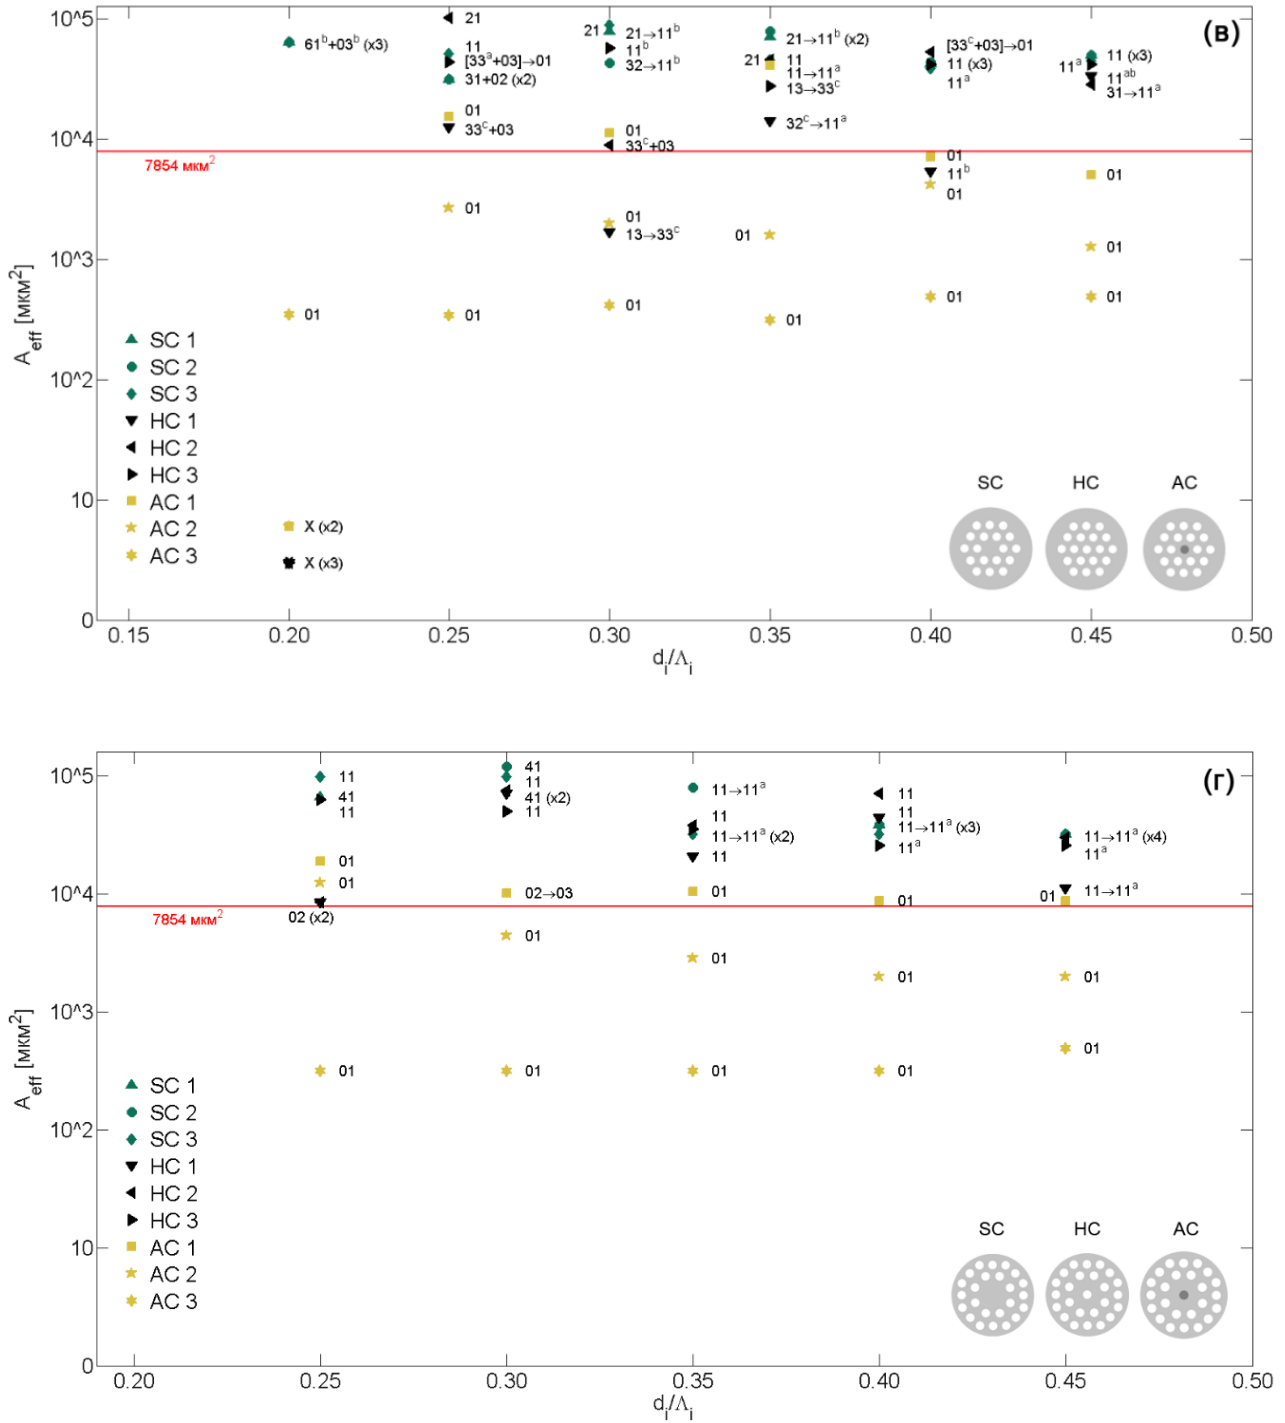 (в)
10^5
21
61ᵇ+03ᵇ (x3)
11
[33ᵃ+03]→01
31+02 (x2)
01
33ᶜ+03
21
21→11ᵇ
11ᵇ
32→11ᵇ
01
33ᶜ+03
21→11ᵇ (x2)
21
11
11→11ᵃ
13→33ᶜ
32ᶜ→11ᵃ
[33ᶜ+03]→01
11 (x3)
11ᵃ
11 (x3)
11ᵃ
11ᵃᵇ
31→11ᵃ
10^4
7854 мкм²
01
11ᵇ
01
01
01
01
13→33ᶜ
01
01
10^3
01
01
01
01
01
01
A_eff [мкм²]
10^2
SC 1
SC 2
SC 3
HC 1
HC 2
HC 3
AC 1
AC 2
AC 3
10
X (x2)
X (x3)
SC HC AC
0
0.15 0.20 0.25 0.30 0.35 0.40 0.45 0.50
d_i/Λ_i
(г)
10^5
11
41
11
01
01
02 (x2)
41
11
41 (x2)
11
02→03
11→11ᵃ
11
11→11ᵃ (x2)
11
01
11
11
11→11ᵃ (x3)
11ᵃ
01
11→11ᵃ (x4)
11ᵃ
11→11ᵃ
01
10^4
7854 мкм²
01
01
01
01
10^3
01
01
01
01
01
A_eff [мкм²]
10^2
SC 1
SC 2
SC 3
HC 1
HC 2
HC 3
AC 1
AC 2
AC 3
10
SC HC AC
0
0.20 0.25 0.30 0.35 0.40 0.45 0.50
d_i/Λ_i